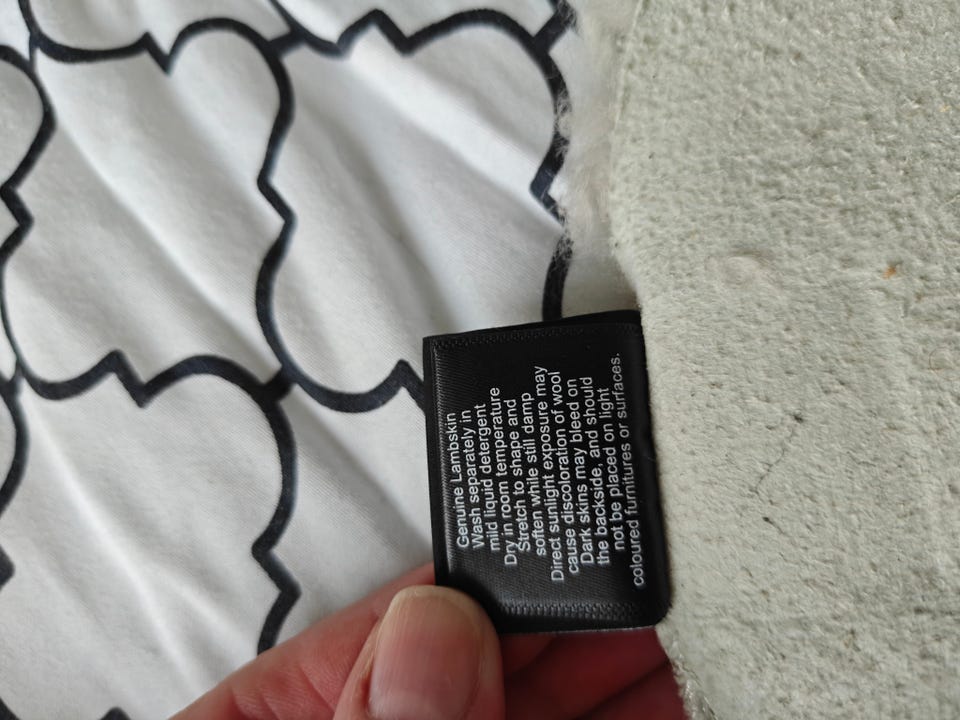 Genuine Lambskin
Wash separately in
mild liquid detergent
Dry in room temperature
Stretch to shape and
soften while still damp
Direct sunlight exposure may
cause discoloration of wool
Dark skins may bleed on
the backside, and should
not be placed on light
coloured furnitures or surfaces.